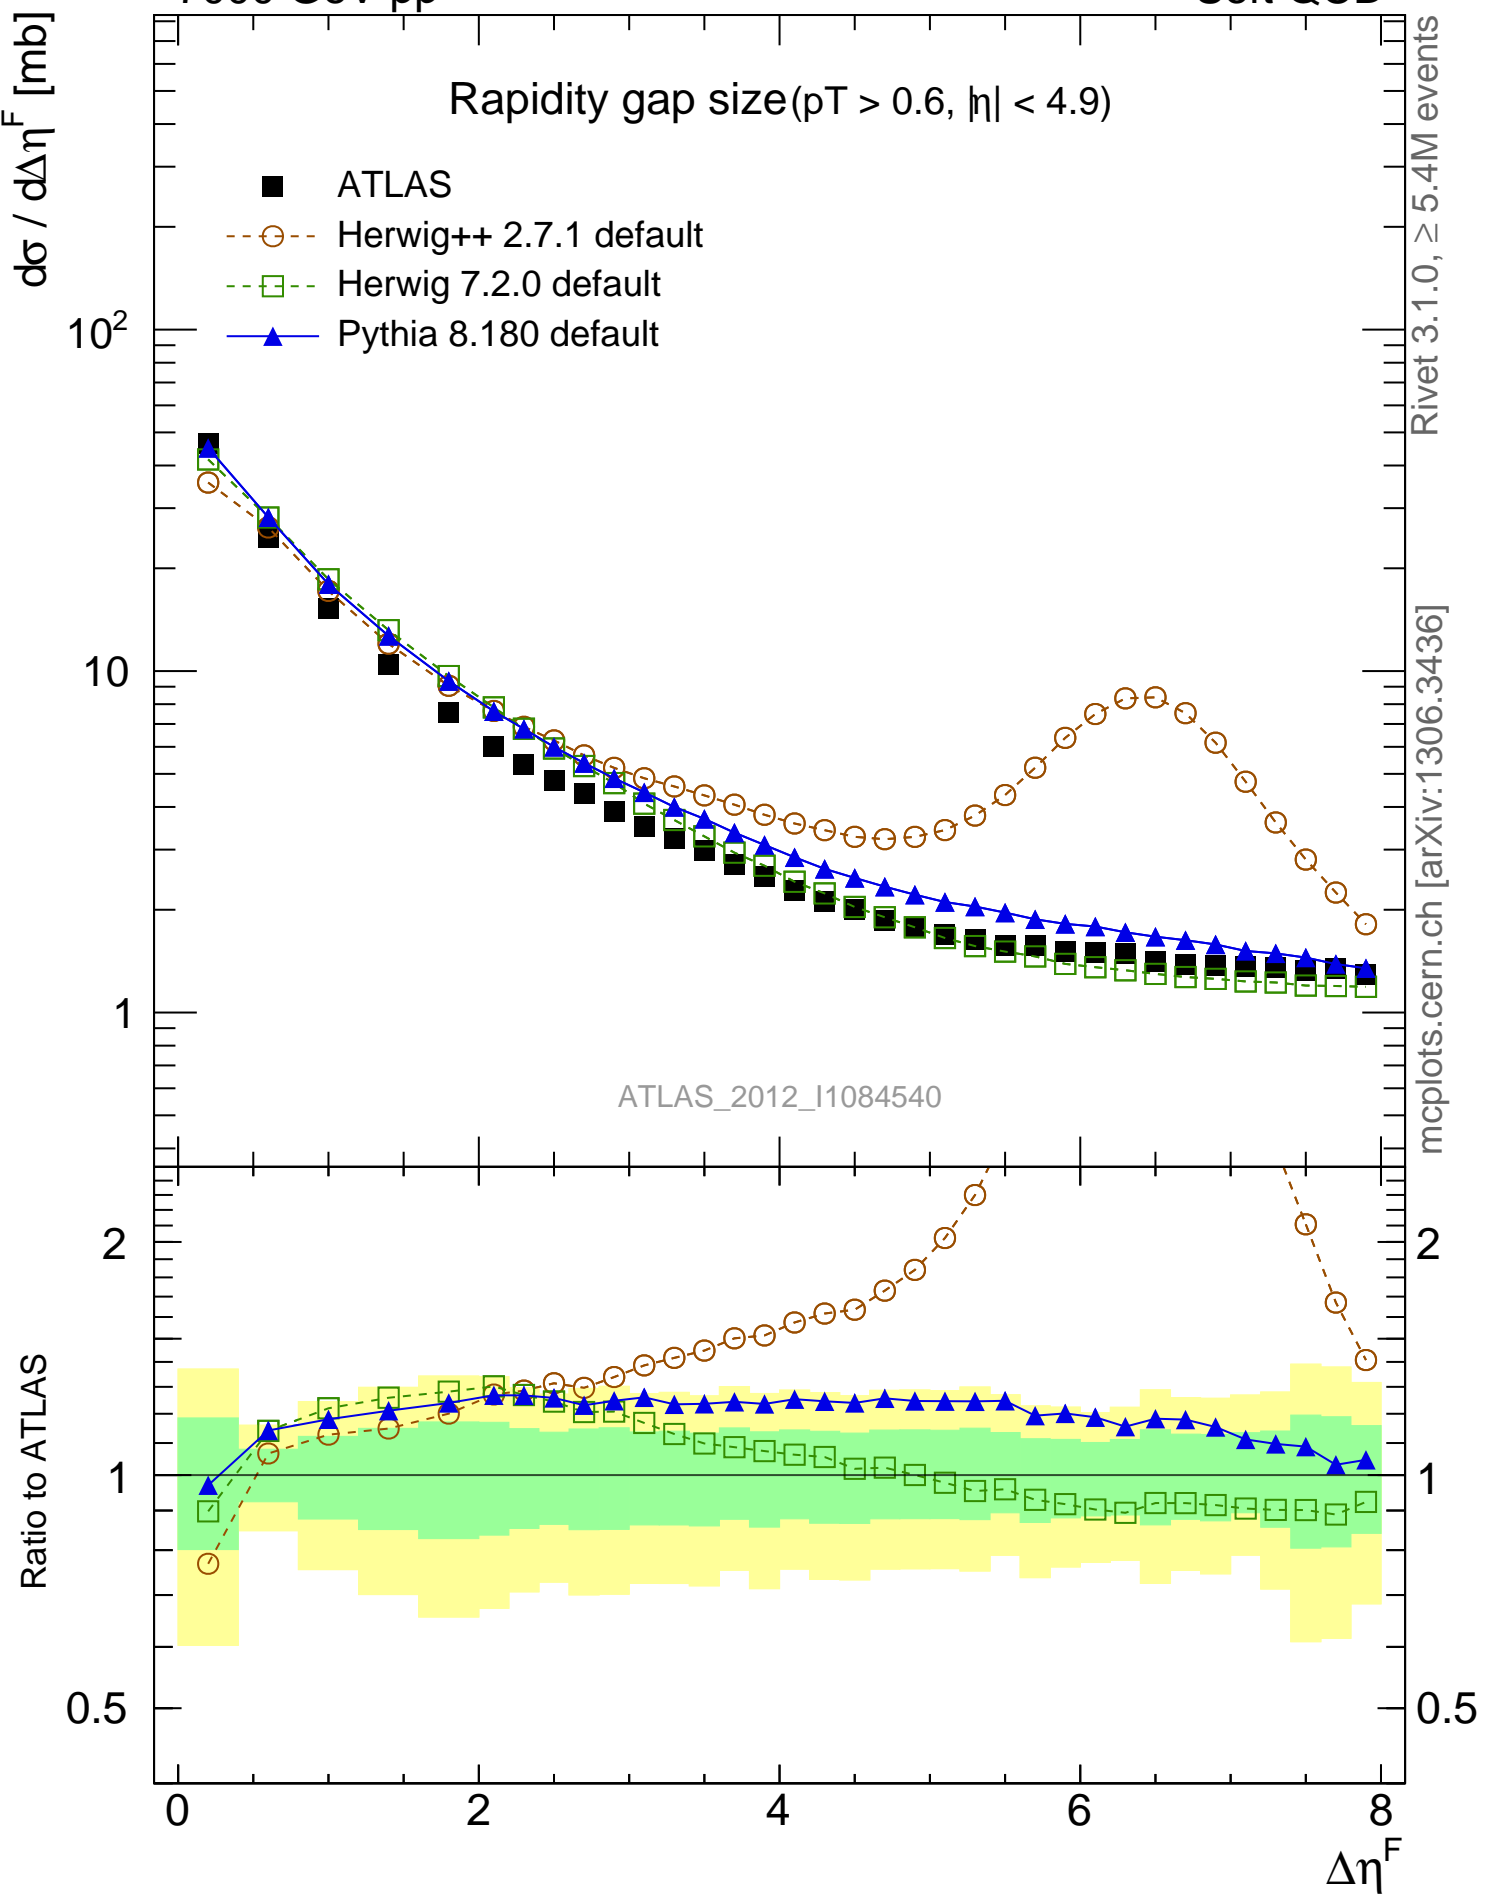 dσ / dΔη^F [mb]
Rapidity gap size (pT > 0.6, |η| < 4.9)
ATLAS
Herwig++ 2.7.1 default
Herwig 7.2.0 default
Pythia 8.180 default
10²
10
1
ATLAS_2012_I1084540
Rivet 3.1.0, ≥ 5.4M events
mcplots.cern.ch [arXiv:1306.3436]
Ratio to ATLAS
2
1
0.5
2
1
0.5
0 2 4 6 8
Δη^F